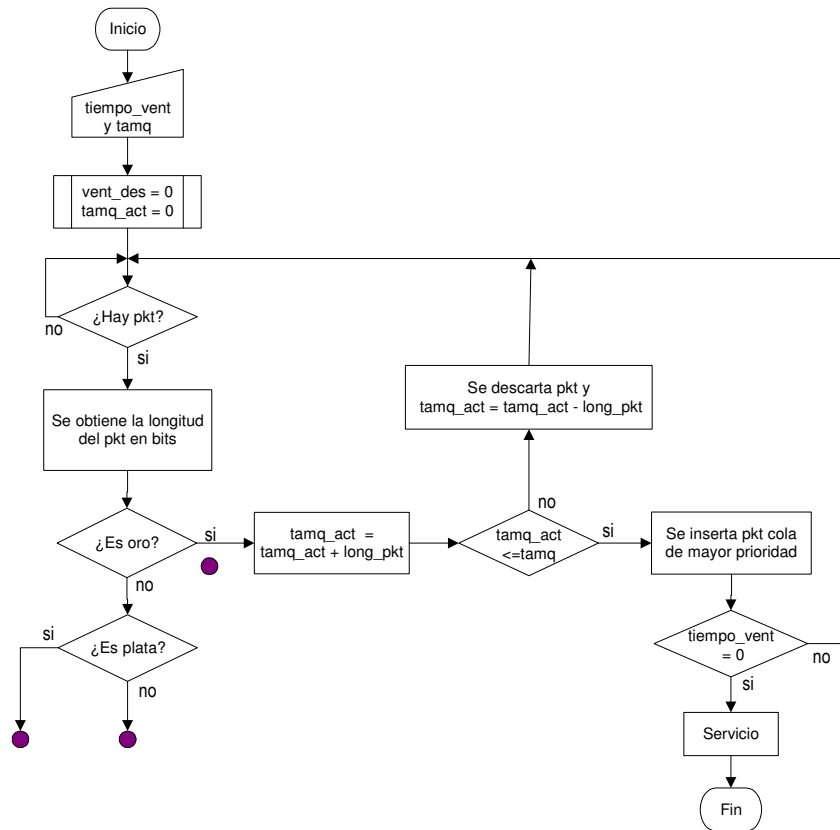 Inicio
tiempo_vent
y tamq
vent_des = 0
tamq_act = 0
¿Hay pkt?
no
si
Se obtiene la longitud
del pkt en bits
Se descarta pkt y
tamq_act = tamq_act - long_pkt
¿Es oro?
si
no
tamq_act =
tamq_act + long_pkt
tamq_act
<=tamq
no
si
Se inserta pkt cola
de mayor prioridad
¿Es plata?
si
no
tiempo_vent
= 0
no
si
Servicio
Fin